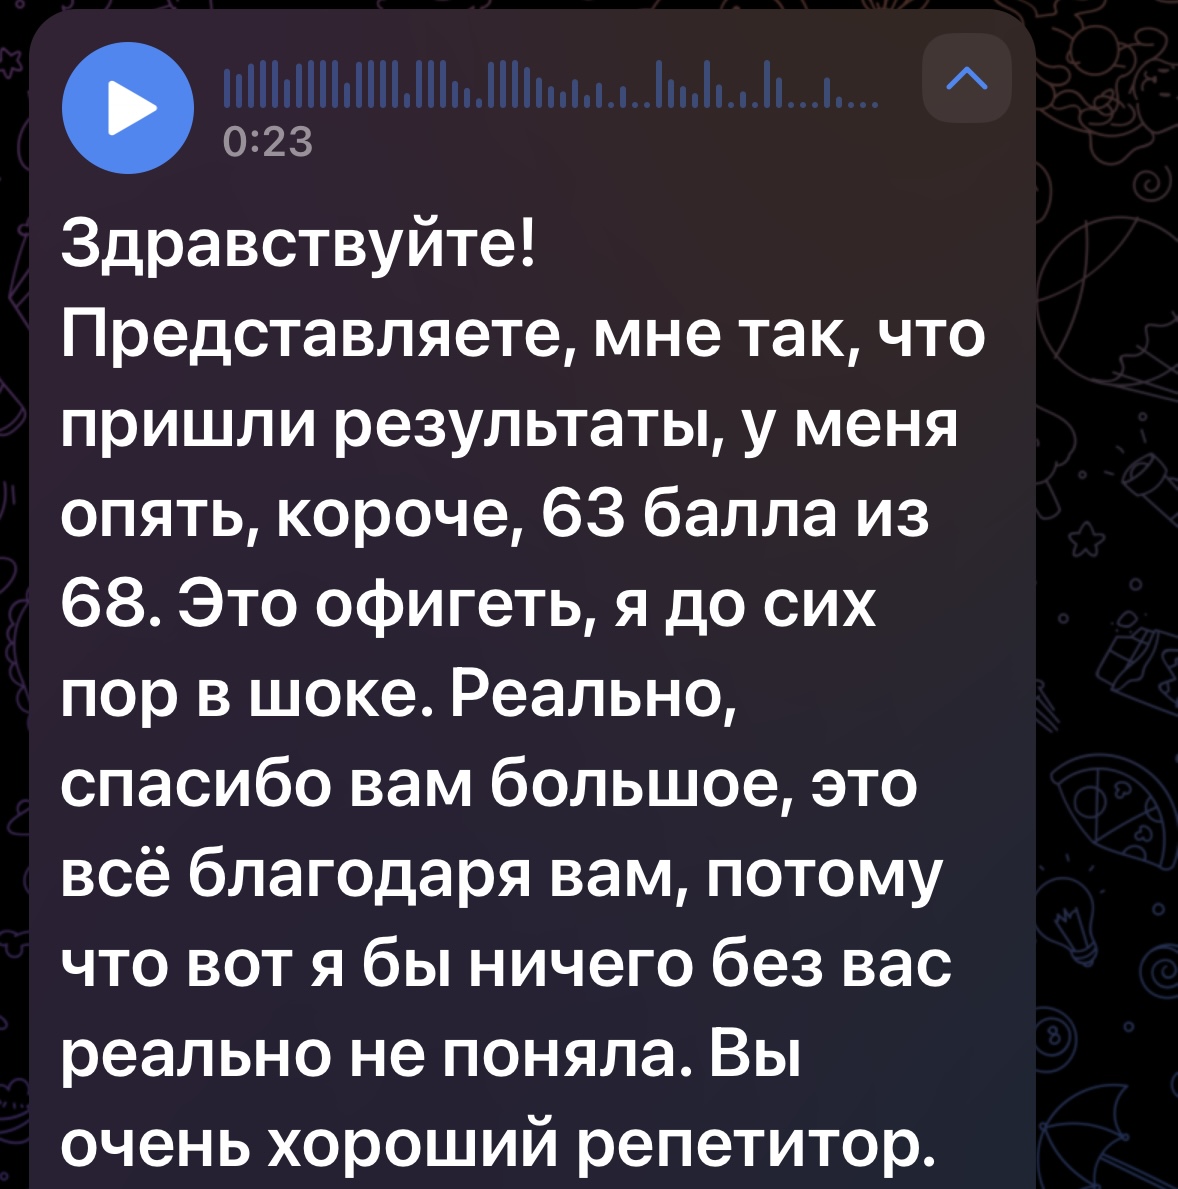 0:23
Здравствуйте!
Представляете, мне так, что
пришли результаты, у меня
опять, короче, 63 балла из
68. Это офигеть, я до сих
пор в шоке. Реально,
спасибо вам большое, это
всё благодаря вам, потому
что вот я бы ничего без вас
реально не поняла. Вы
очень хороший репетитор.
8